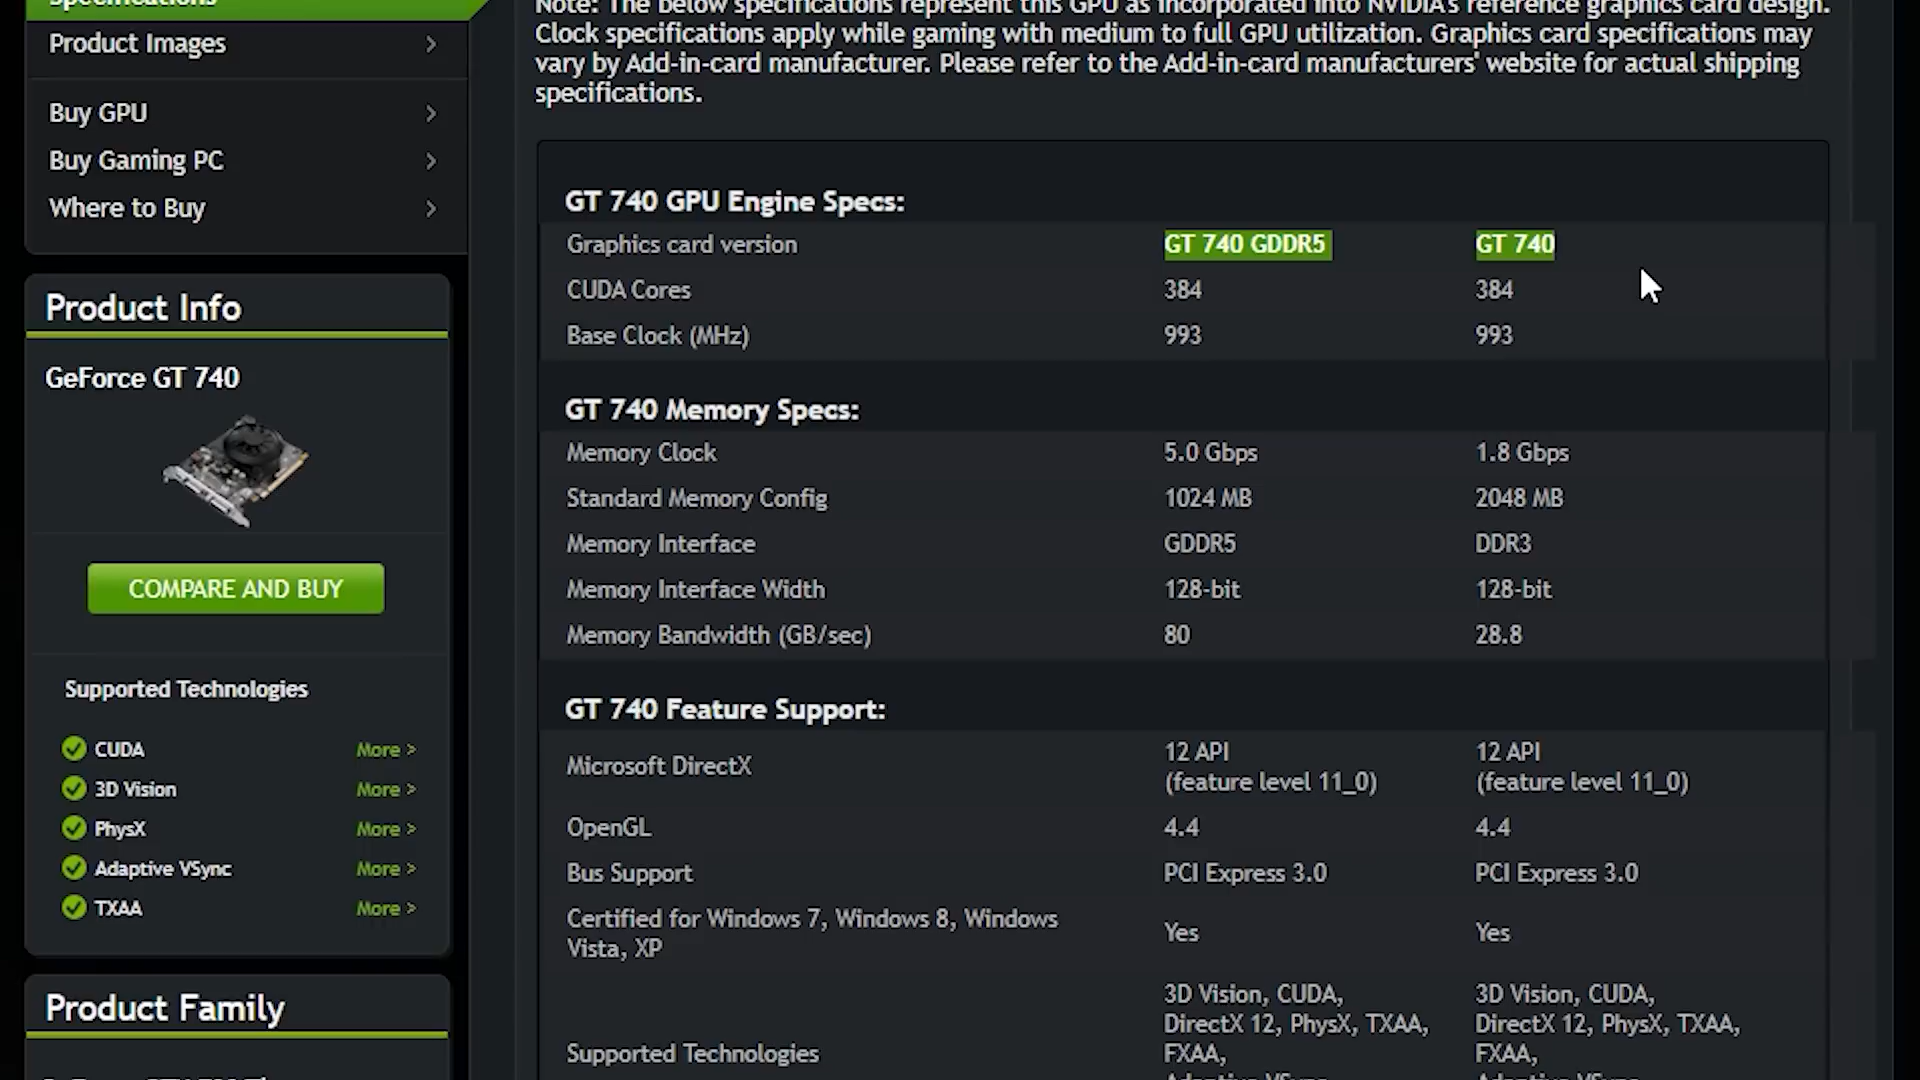 Specifications
Product Images
Buy GPU
Buy Gaming PC
Where to Buy
Product Info
GeForce GT 740
COMPARE AND BUY
Supported Technologies
CUDA More >
3D Vision More >
PhysX More >
Adaptive VSync More >
TXAA More >
Product Family
Note: The below specifications represent this GPU as incorporated into NVIDIA's reference graphics card design.
Clock specifications apply while gaming with medium to full GPU utilization. Graphics card specifications may
vary by Add-in-card manufacturer. Please refer to the Add-in-card manufacturers' website for actual shipping
specifications.
GT 740 GPU Engine Specs:
Graphics card version GT 740 GDDR5 GT 740
CUDA Cores 384 384
Base Clock (MHz) 993 993
GT 740 Memory Specs:
Memory Clock 5.0 Gbps 1.8 Gbps
Standard Memory Config 1024 MB 2048 MB
Memory Interface GDDR5 DDR3
Memory Interface Width 128-bit 128-bit
Memory Bandwidth (GB/sec) 80 28.8
GT 740 Feature Support:
Microsoft DirectX 12 API 12 API
(feature level 11_0) (feature level 11_0)
OpenGL 4.4 4.4
Bus Support PCI Express 3.0 PCI Express 3.0
Certified for Windows 7, Windows 8, Windows
Vista, XP Yes Yes
3D Vision, CUDA, 3D Vision, CUDA,
DirectX 12, PhysX, TXAA, DirectX 12, PhysX, TXAA,
Supported Technologies FXAA, FXAA,
Adaptive VSync Adaptive VSync